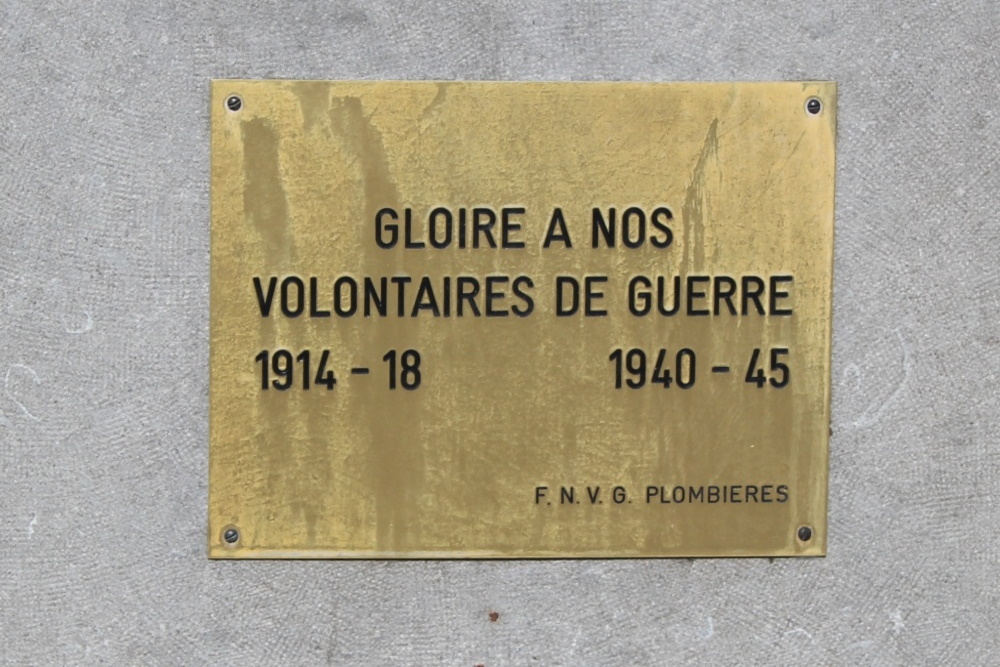 GLOIRE A NOS
VOLONTAIRES DE GUERRE
1914 - 18 1940 - 45
F. N. V. G. PLOMBIERES